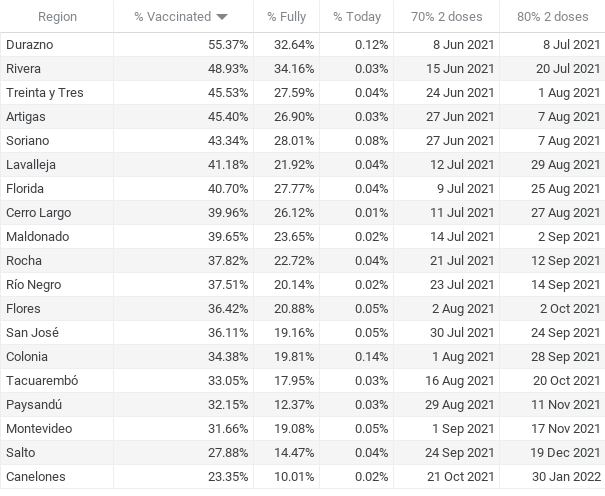 Region % Vaccinated % Fully % Today 70% 2 doses 80% 2 doses
Durazno 55.37% 32.64% 0.12% 8 Jun 2021 8 Jul 2021
Rivera 48.93% 34.16% 0.03% 15 Jun 2021 20 Jul 2021
Treinta y Tres 45.53% 27.59% 0.04% 24 Jun 2021 1 Aug 2021
Artigas 45.40% 26.90% 0.03% 27 Jun 2021 7 Aug 2021
Soriano 43.34% 28.01% 0.08% 27 Jun 2021 7 Aug 2021
Lavalleja 41.18% 21.92% 0.04% 12 Jul 2021 29 Aug 2021
Florida 40.70% 27.77% 0.04% 9 Jul 2021 25 Aug 2021
Cerro Largo 39.96% 26.12% 0.01% 11 Jul 2021 27 Aug 2021
Maldonado 39.65% 23.65% 0.02% 14 Jul 2021 2 Sep 2021
Rocha 37.82% 22.72% 0.04% 21 Jul 2021 12 Sep 2021
Río Negro 37.51% 20.14% 0.02% 23 Jul 2021 14 Sep 2021
Flores 36.42% 20.88% 0.05% 2 Aug 2021 2 Oct 2021
San José 36.11% 19.16% 0.05% 30 Jul 2021 24 Sep 2021
Colonia 34.38% 19.81% 0.14% 1 Aug 2021 28 Sep 2021
Tacuarembó 33.05% 17.95% 0.03% 16 Aug 2021 20 Oct 2021
Paysandú 32.15% 12.37% 0.03% 29 Aug 2021 11 Nov 2021
Montevideo 31.66% 19.08% 0.05% 1 Sep 2021 17 Nov 2021
Salto 27.88% 14.47% 0.04% 24 Sep 2021 19 Dec 2021
Canelones 23.35% 10.01% 0.02% 21 Oct 2021 30 Jan 2022